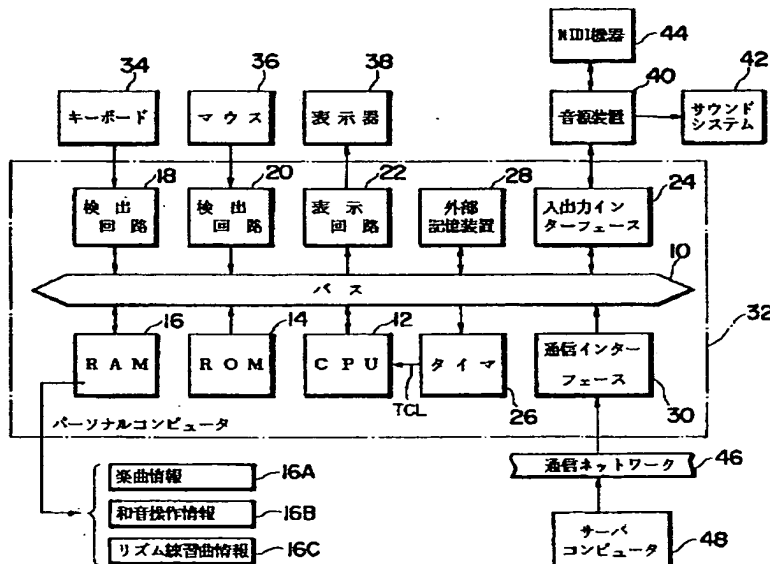 MIDI機器
44
34
36
38
40
42
キーボード
マウス
表示器
音源装置
サウンド
システム
18
20
22
28
24
検出
回路
検出
回路
表示
回路
外部
記憶装置
入出力イン
ターフェース
10
バス
16
14
12
32
RAM
ROM
CPU
タイマ
通信インター
フェース
TCL
26
30
パーソナルコンピュータ
通信ネットワーク
46
楽曲情報
16A
和音操作情報
16B
リズム練習曲情報
16C
サーバ
コンピュータ
48